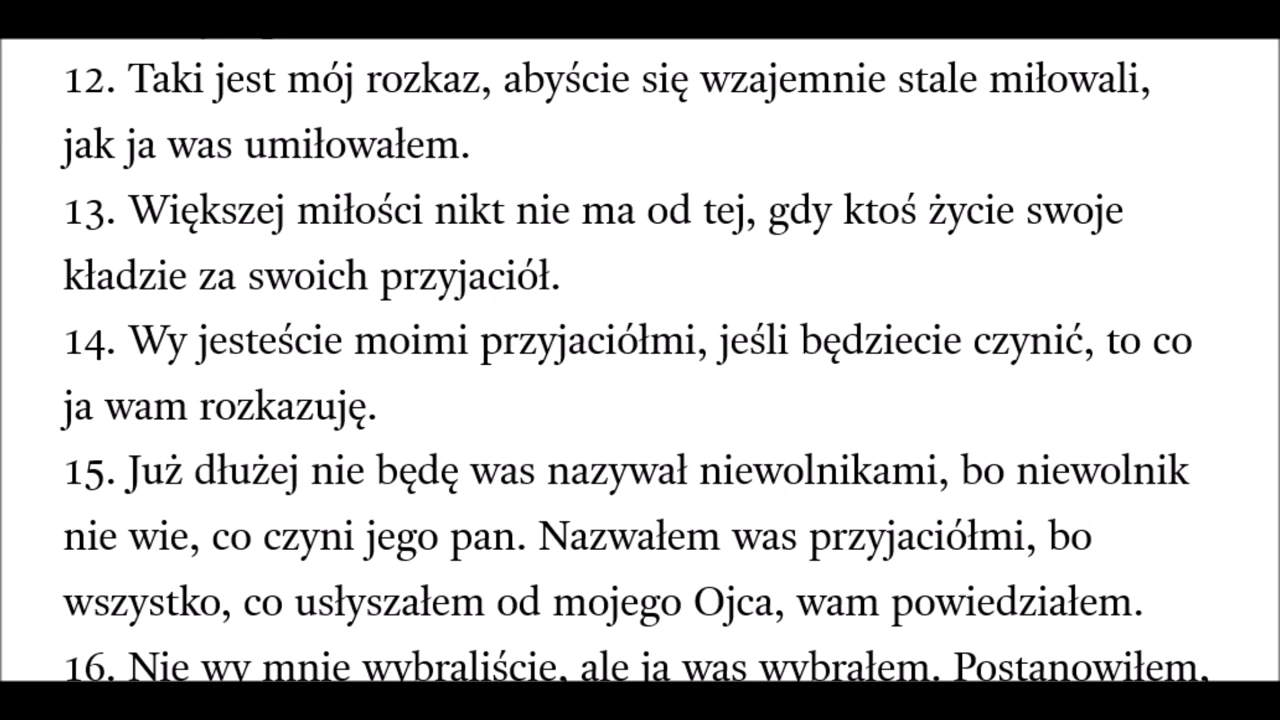 12. Taki jest mój rozkaz, abyście się wzajemnie stale miłowali,
jak ja was umiłowałem.
13. Większej miłości nikt nie ma od tej, gdy ktoś życie swoje
kładzie za swoich przyjaciół.
14. Wy jesteście moimi przyjaciółmi, jeśli będziecie czynić, to co
ja wam rozkazuję.
15. Już dłużej nie będę was nazywał niewolnikami, bo niewolnik
nie wie, co czyni jego pan. Nazwałem was przyjaciółmi, bo
wszystko, co usłyszałem od mojego Ojca, wam powiedziałem.
16. Nie wy mnie wybraliście, ale ja was wybrałem. Postanowiłem,